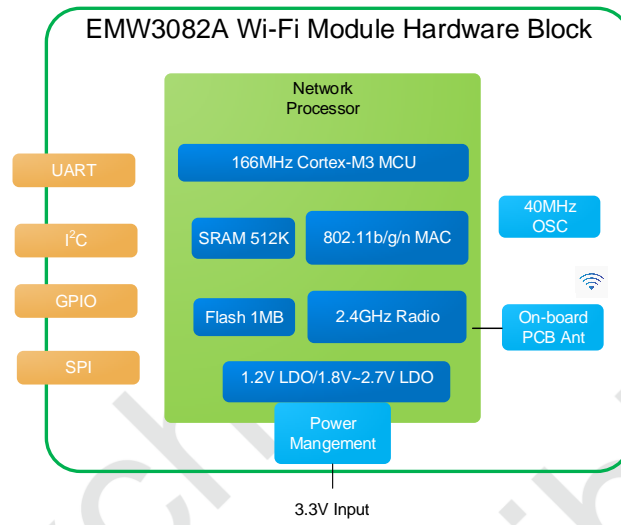 EMW3082A Wi-Fi Module Hardware Block
Network
Processor
166MHz Cortex-M3 MCU
UART
40MHz
OSC
SRAM 512K
802.11b/g/n MAC
I²C
GPIO
Flash 1MB
2.4GHz Radio
On-board
PCB Ant
SPI
1.2V LDO/1.8V~2.7V LDO
Power
Mangement
3.3V Input